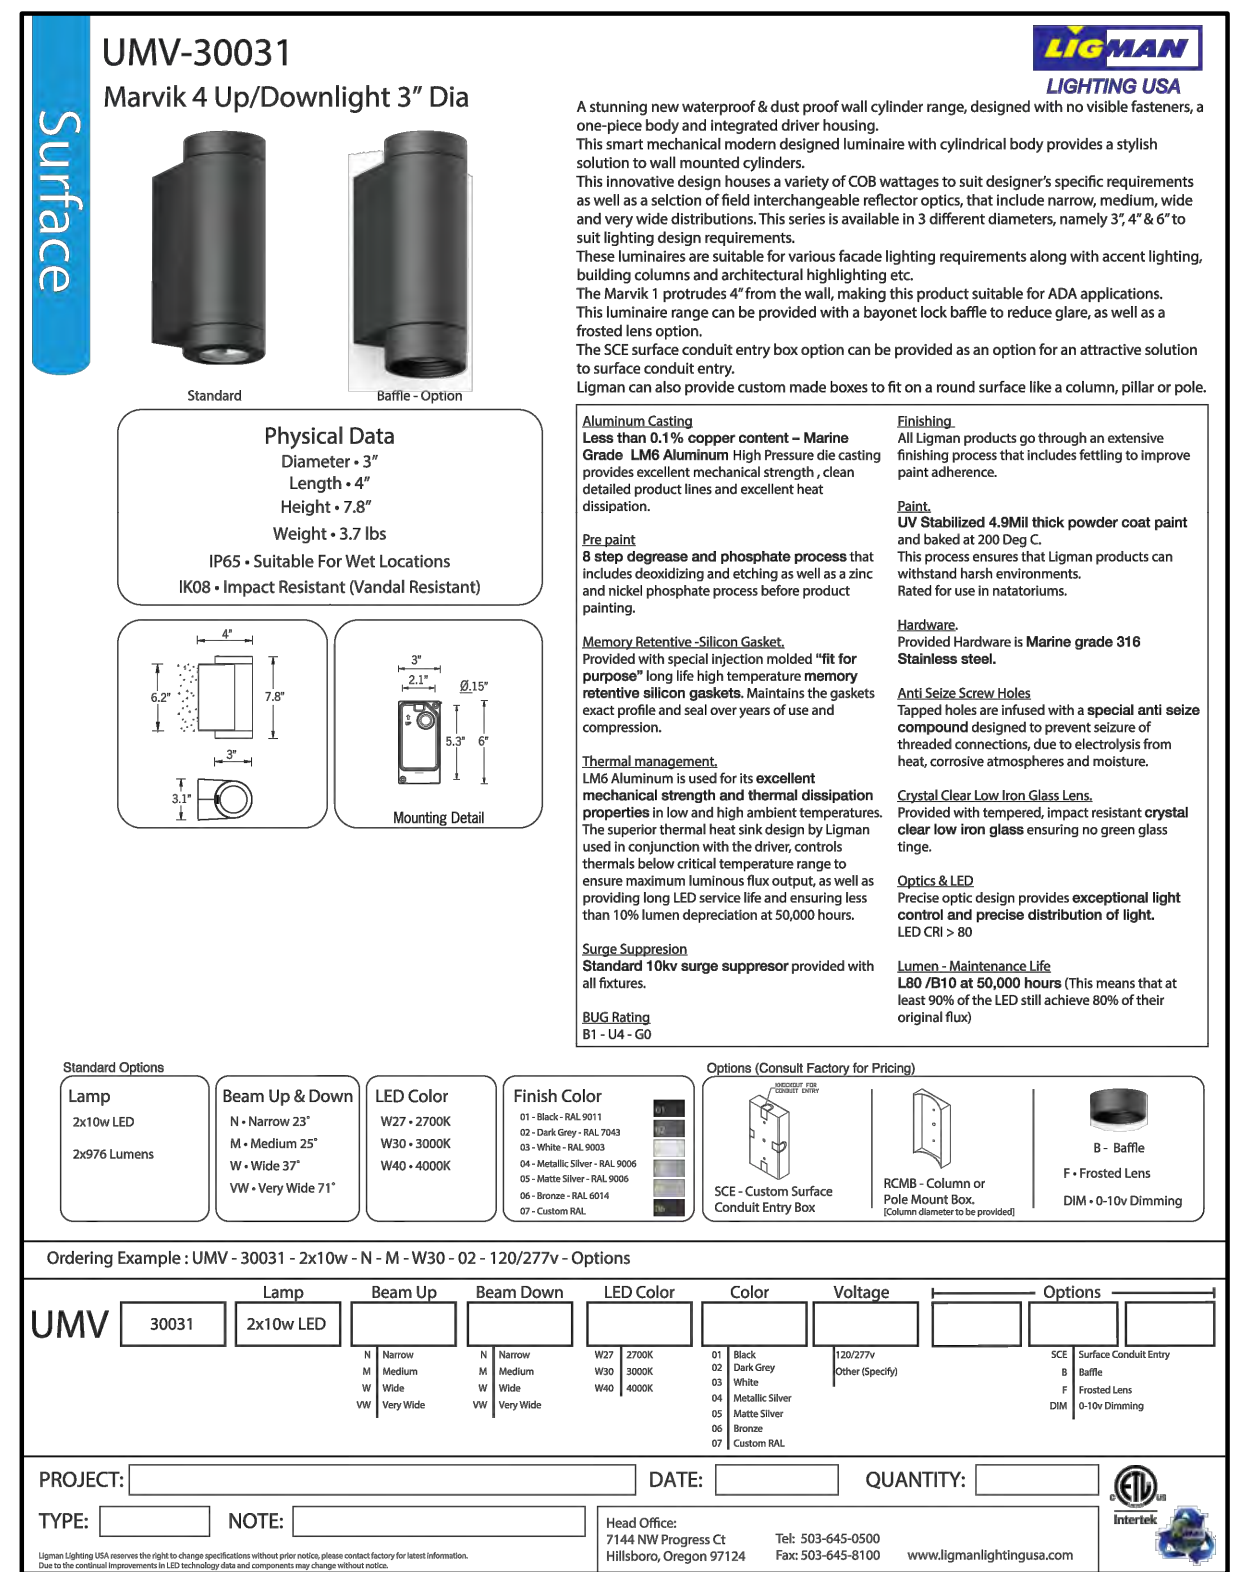 Surface
UMV-30031
Marvik 4 Up/Downlight 3" Dia
LIGMAN
LIGHTING USA
A stunning new waterproof & dust proof wall cylinder range, designed with no visible fasteners, a
one-piece body and integrated driver housing.
This smart mechanical modern designed luminaire with cylindrical body provides a stylish
solution to wall mounted cylinders.
This innovative design houses a variety of COB wattages to suit designer's specific requirements
as well as a selction of field interchangeable reflector optics, that include narrow, medium, wide
and very wide distributions. This series is available in 3 different diameters, namely 3", 4" & 6" to
suit lighting design requirements.
These luminaires are suitable for various facade lighting requirements along with accent lighting,
building columns and architectural highlighting etc.
The Marvik 1 protrudes 4" from the wall, making this product suitable for ADA applications.
This luminaire range can be provided with a bayonet lock baffle to reduce glare, as well as a
frosted lens option.
The SCE surface conduit entry box option can be provided as an option for an attractive solution
to surface conduit entry.
Ligman can also provide custom made boxes to fit on a round surface like a column, pillar or pole.
Standard
Baffle - Option
Physical Data
Diameter • 3"
Length • 4"
Height • 7.8"
Weight • 3.7 lbs
IP65 • Suitable For Wet Locations
IK08 • Impact Resistant (Vandal Resistant)
4"
6.2"
7.8"
3"
3.1"
3"
2.1"
Ø.15"
5.3"
6"
Mounting Detail
Aluminum Casting
Less than 0.1% copper content – Marine
Grade LM6 Aluminum High Pressure die casting
provides excellent mechanical strength , clean
detailed product lines and excellent heat
dissipation.
Pre paint
8 step degrease and phosphate process that
includes deoxidizing and etching as well as a zinc
and nickel phosphate process before product
painting.
Memory Retentive -Silicon Gasket.
Provided with special injection molded "fit for
purpose" long life high temperature memory
retentive silicon gaskets. Maintains the gaskets
exact profile and seal over years of use and
compression.
Thermal management.
LM6 Aluminum is used for its excellent
mechanical strength and thermal dissipation
properties in low and high ambient temperatures.
The superior thermal heat sink design by Ligman
used in conjunction with the driver, controls
thermals below critical temperature range to
ensure maximum luminous flux output, as well as
providing long LED service life and ensuring less
than 10% lumen depreciation at 50,000 hours.
Surge Suppresion
Standard 10kv surge suppresor provided with
all fixtures.
BUG Rating
B1 - U4 - G0
Finishing
All Ligman products go through an extensive
finishing process that includes fettling to improve
paint adherence.
Paint.
UV Stabilized 4.9Mil thick powder coat paint
and baked at 200 Deg C.
This process ensures that Ligman products can
withstand harsh environments.
Rated for use in natatoriums.
Hardware.
Provided Hardware is Marine grade 316
Stainless steel.
Anti Seize Screw Holes
Tapped holes are infused with a special anti seize
compound designed to prevent seizure of
threaded connections, due to electrolysis from
heat, corrosive atmospheres and moisture.
Crystal Clear Low Iron Glass Lens.
Provided with tempered, impact resistant crystal
clear low iron glass ensuring no green glass
tinge.
Optics & LED
Precise optic design provides exceptional light
control and precise distribution of light.
LED CRI > 80
Lumen - Maintenance Life
L80 /B10 at 50,000 hours (This means that at
least 90% of the LED still achieve 80% of their
original flux)
Standard Options
Lamp
2x10w LED
2x976 Lumens
Beam Up & Down
N • Narrow 23°
M • Medium 25°
W • Wide 37°
VW • Very Wide 71°
LED Color
W27 • 2700K
W30 • 3000K
W40 • 4000K
Finish Color
01 - Black - RAL 9011
02 - Dark Grey - RAL 7043
03 - White - RAL 9003
04 - Metallic Silver - RAL 9006
05 - Matte Silver - RAL 9006
06 - Bronze - RAL 6014
07 - Custom RAL
01
02
06
Options (Consult Factory for Pricing)
KNOCKOUT FOR
CONDUIT ENTRY
SCE - Custom Surface
Conduit Entry Box
RCMB - Column or
Pole Mount Box.
[Column diameter to be provided]
B - Baffle
F • Frosted Lens
DIM • 0-10v Dimming
Ordering Example : UMV - 30031 - 2x10w - N - M - W30 - 02 - 120/277v - Options
Lamp Beam Up Beam Down LED Color Color Voltage Options
UMV 30031 2x10w LED
N Narrow
M Medium
W Wide
VW Very Wide
N Narrow
M Medium
W Wide
VW Very Wide
W27 2700K
W30 3000K
W40 4000K
01 Black
02 Dark Grey
03 White
04 Metallic Silver
05 Matte Silver
06 Bronze
07 Custom RAL
120/277v
Other (Specify)
SCE Surface Conduit Entry
B Baffle
F Frosted Lens
DIM 0-10v Dimming
PROJECT: DATE: QUANTITY:
TYPE: NOTE:
Head Office:
7144 NW Progress Ct
Hillsboro, Oregon 97124
Tel: 503-645-0500
Fax: 503-645-8100
www.ligmanlightingusa.com
ETL
c us
Intertek
LIGMAN
Ligman Lighting USA reserves the right to change specifications without prior notice, please contact factory for latest information.
Due to the continual improvements in LED technology data and components may change without notice.